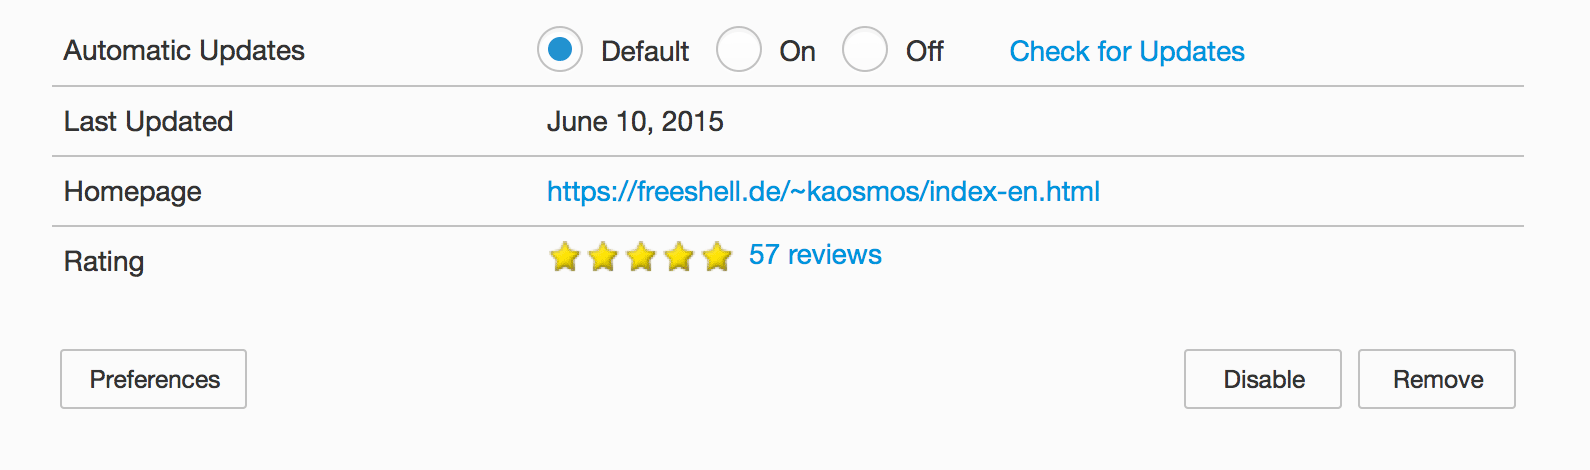 Automatic Updates Default On Off Check for Updates
Last Updated June 10, 2015
Homepage https://freeshell.de/~kaosmos/index-en.html
Rating 57 reviews
Preferences Disable Remove